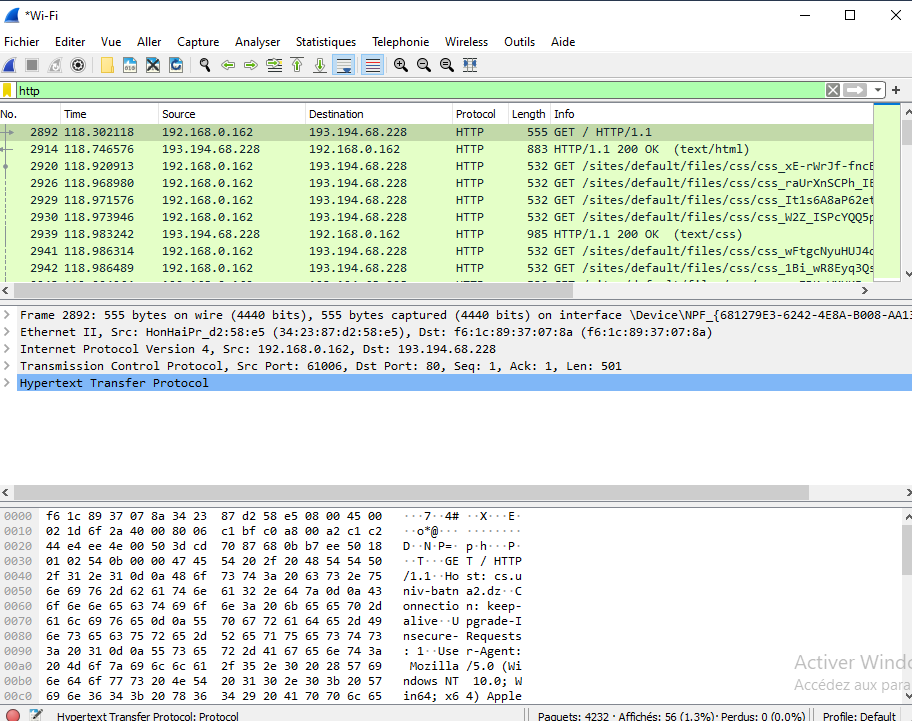 *Wi-Fi
Fichier Editer Vue Aller Capture Analyser Statistiques Telephonie Wireless Outils Aide
http
No. Time Source Destination Protocol Length Info
2892 118.302118 192.168.0.162 193.194.68.228 HTTP 555 GET / HTTP/1.1
2914 118.746576 193.194.68.228 192.168.0.162 HTTP 883 HTTP/1.1 200 OK (text/html)
2920 118.920913 192.168.0.162 193.194.68.228 HTTP 532 GET /sites/default/files/css/css_xE-rWrJf-fncE
2926 118.968980 192.168.0.162 193.194.68.228 HTTP 532 GET /sites/default/files/css/css_raUrXnSCPh_IE
2929 118.971576 192.168.0.162 193.194.68.228 HTTP 532 GET /sites/default/files/css/css_It1s6A8aP62et
2930 118.973946 192.168.0.162 193.194.68.228 HTTP 532 GET /sites/default/files/css/css_W2Z_ISPcYQQ5p
2939 118.983242 193.194.68.228 192.168.0.162 HTTP 985 HTTP/1.1 200 OK (text/css)
2941 118.986314 192.168.0.162 193.194.68.228 HTTP 532 GET /sites/default/files/css/css_wFtgcNyuHUJ4c
2942 118.986489 192.168.0.162 193.194.68.228 HTTP 532 GET /sites/default/files/css/css_1Bi_wR8Eyq3Qs
Frame 2892: 555 bytes on wire (4440 bits), 555 bytes captured (4440 bits) on interface \Device\NPF_{681279E3-6242-4E8A-B008-AA13
Ethernet II, Src: HonHaiPr_d2:58:e5 (34:23:87:d2:58:e5), Dst: f6:1c:89:37:07:8a (f6:1c:89:37:07:8a)
Internet Protocol Version 4, Src: 192.168.0.162, Dst: 193.194.68.228
Transmission Control Protocol, Src Port: 61006, Dst Port: 80, Seq: 1, Ack: 1, Len: 501
Hypertext Transfer Protocol
0000 f6 1c 89 37 07 8a 34 23 87 d2 58 e5 08 00 45 00 ···7··4# ··X···E·
0010 02 1d 6f 2a 40 00 80 06 c1 bf c0 a8 00 a2 c1 c2 ··o*@··· ········
0020 44 e4 ee 4e 00 50 3d cd 70 87 68 0b b7 ee 50 18 D··N·P=· p·h···P·
0030 01 02 54 0b 00 00 47 45 54 20 2f 20 48 54 54 50 ··T···GE T / HTTP
0040 2f 31 2e 31 0d 0a 48 6f 73 74 3a 20 63 73 2e 75 /1.1··Ho st: cs.u
0050 6e 69 76 2d 62 61 74 6e 61 32 2e 64 7a 0d 0a 43 niv-batn a2.dz··C
0060 6f 6e 6e 65 63 74 69 6f 6e 3a 20 6b 65 65 70 2d onnectio n: keep-
0070 61 6c 69 76 65 0d 0a 55 70 67 72 61 64 65 2d 49 alive··U pgrade-I
0080 6e 73 65 63 75 72 65 2d 52 65 71 75 65 73 74 73 nsecure- Requests
0090 3a 20 31 0d 0a 55 73 65 72 2d 41 67 65 6e 74 3a : 1··Use r-Agent:
00a0 20 4d 6f 7a 69 6c 6c 61 2f 35 2e 30 20 28 57 69 Mozilla /5.0 (Wi
00b0 6e 64 6f 77 73 20 4e 54 20 31 30 2e 30 3b 20 57 ndows NT 10.0; W
00c0 69 6e 36 34 3b 20 78 36 34 29 20 41 70 70 6c 65 in64; x6 4) Apple
Activer Windo
Accédez aux para
Hypertext Transfer Protocol: Protocol Paquets: 4232 · Affichés: 56 (1.3%) · Perdus: 0 (0.0%) Profile: Default